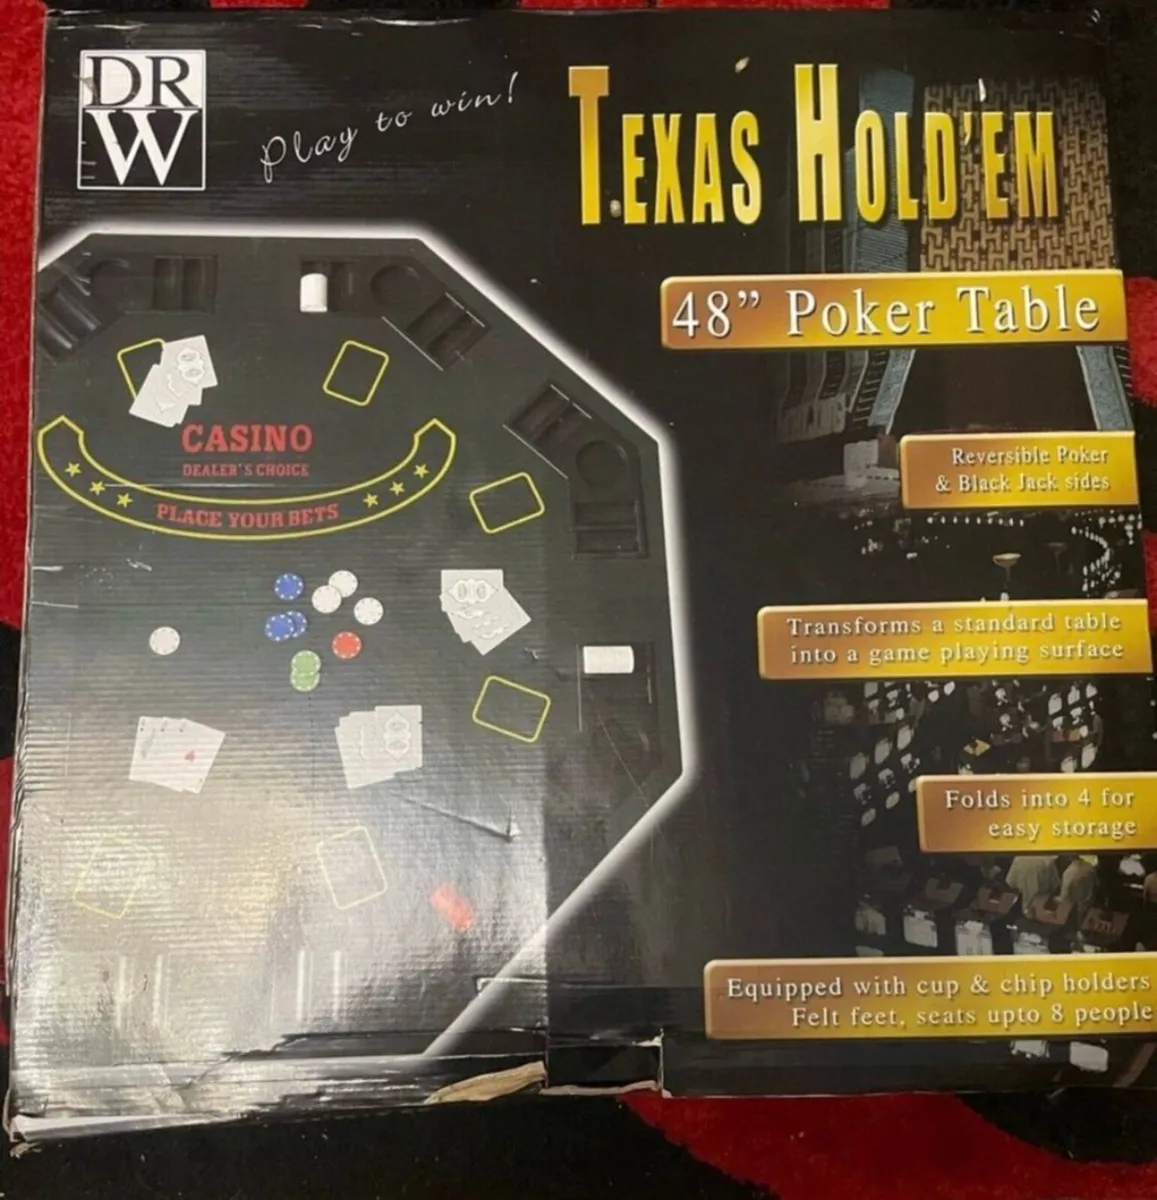 DR
W
Play to win!
TEXAS HOLD'EM
48” Poker Table
CASINO
DEALER'S CHOICE
PLACE YOUR BETS
Reversible Poker
& Black Jack sides
Transforms a standard table
into a game playing surface
Folds into 4 for
easy storage
Equipped with cup & chip holders
Felt feet, seats upto 8 people